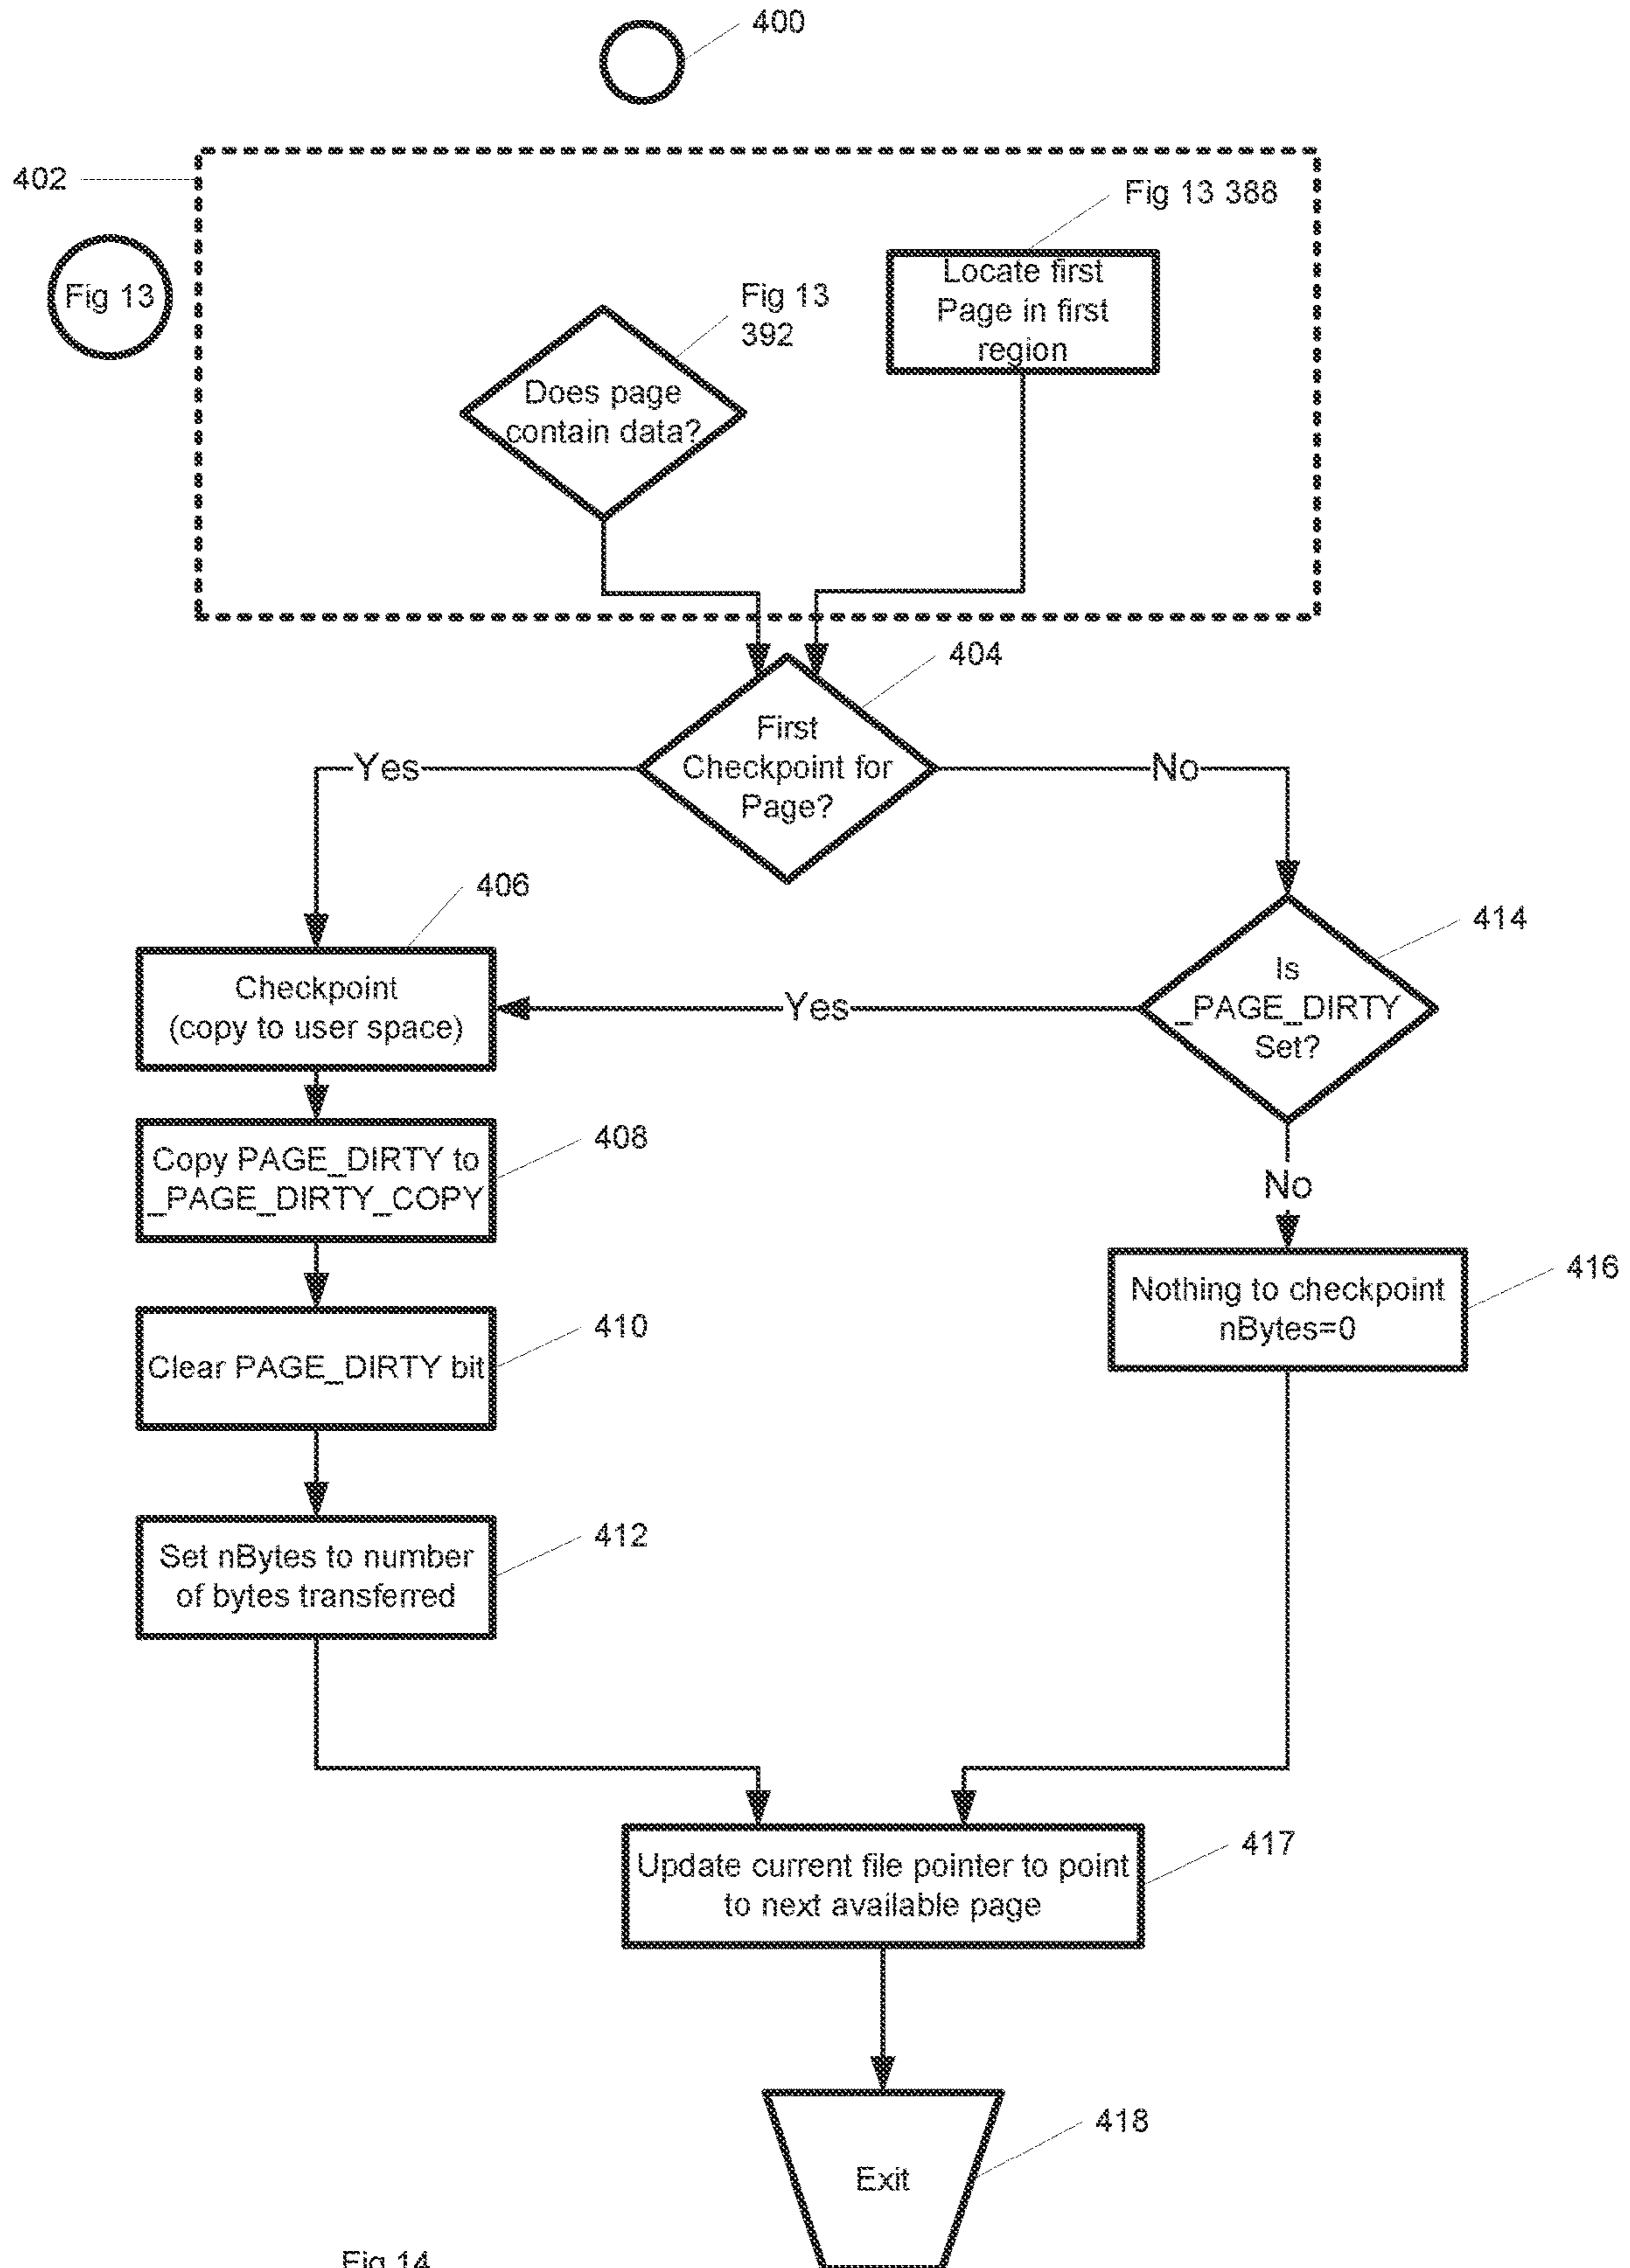 400
402
Fig 13 388
Fig 13
Locate first
Page in first
region
Fig 13
392
Does page
contain data?
404
First
Checkpoint for
Page?
Yes
No
406
414
Checkpoint
(copy to user space)
Is
_PAGE_DIRTY
Set?
Yes
408
Copy PAGE_DIRTY to
_PAGE_DIRTY_COPY
No
416
Nothing to checkpoint
nBytes=0
410
Clear PAGE_DIRTY bit
412
Set nBytes to number
of bytes transferred
417
Update current file pointer to point
to next available page
418
Exit
Fig 14